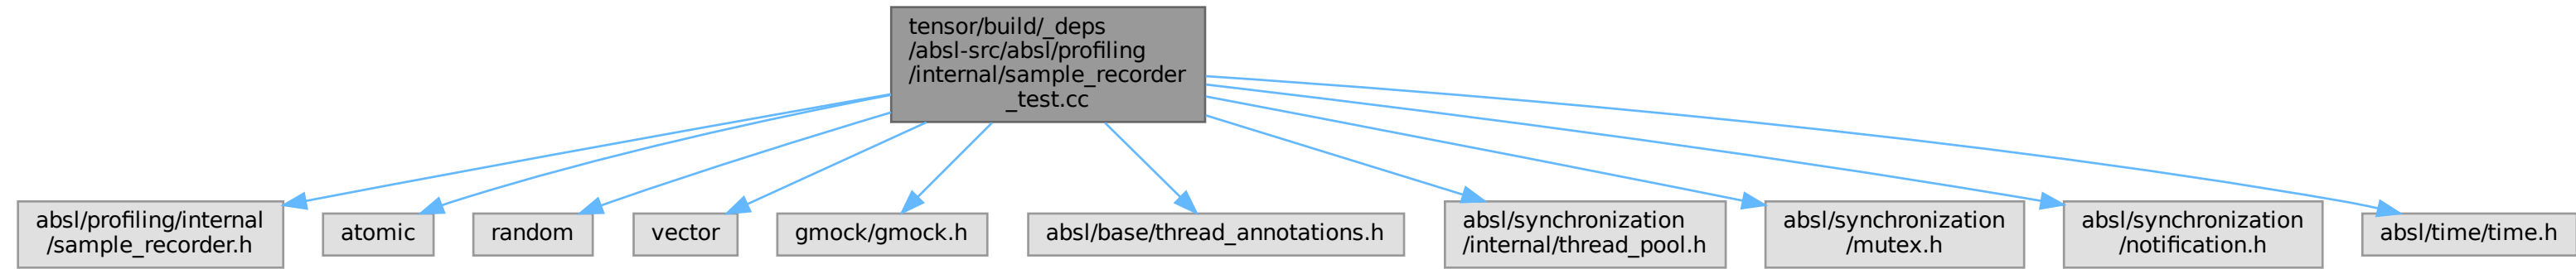 tensor/build/_deps
/absl-src/absl/profiling
/internal/sample_recorder
_test.cc
absl/profiling/internal
/sample_recorder.h
atomic
random
vector
gmock/gmock.h
absl/base/thread_annotations.h
absl/synchronization
/internal/thread_pool.h
absl/synchronization
/mutex.h
absl/synchronization
/notification.h
absl/time/time.h